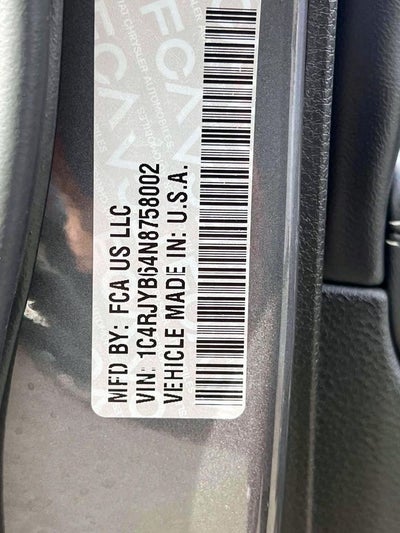 MFD BY: FCA US LLC
VIN: 1C4RJYB64N8758002
VEHICLE MADE IN: U.S.A.